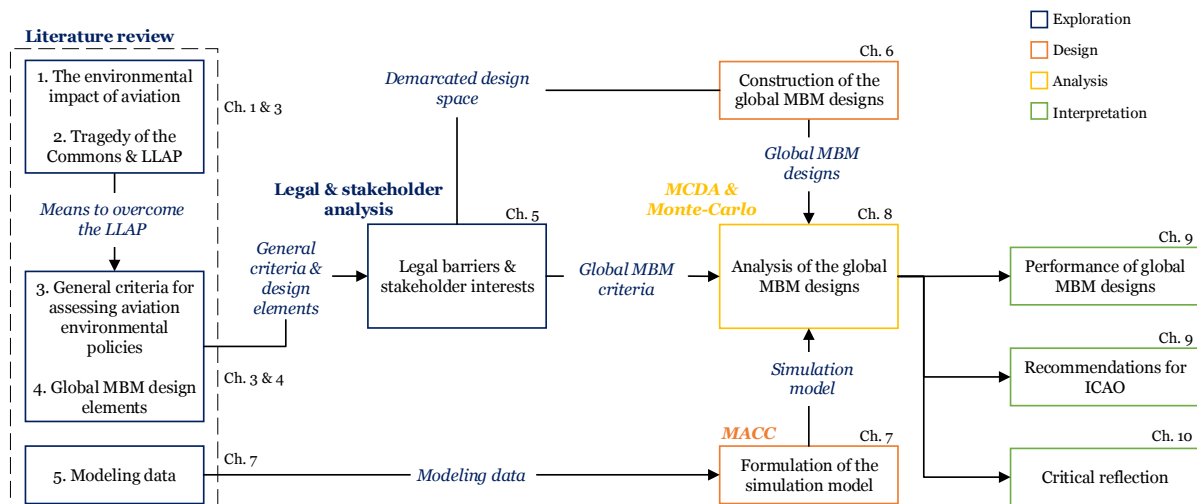 Literature review
1. The environmental
impact of aviation
2. Tragedy of the
Commons & LLAP
Ch. 1 & 3
Means to overcome
the LLAP
3. General criteria for
assessing aviation
environmental
policies
4. Global MBM design
elements
Ch. 3 & 4
5. Modeling data
Ch. 7
General
criteria &
design
elements
Legal & stakeholder
analysis
Ch. 5
Legal barriers &
stakeholder interests
Demarcated design
space
Global MBM
criteria
Modeling data
Ch. 6
Construction of the
global MBM designs
Global MBM
designs
MCDA &
Monte-Carlo
Ch. 8
Analysis of the global
MBM designs
Simulation
model
MACC
Ch. 7
Formulation of the
simulation model
Exploration
Design
Analysis
Interpretation
Ch. 9
Performance of global
MBM designs
Ch. 9
Recommendations for
ICAO
Ch. 10
Critical reflection